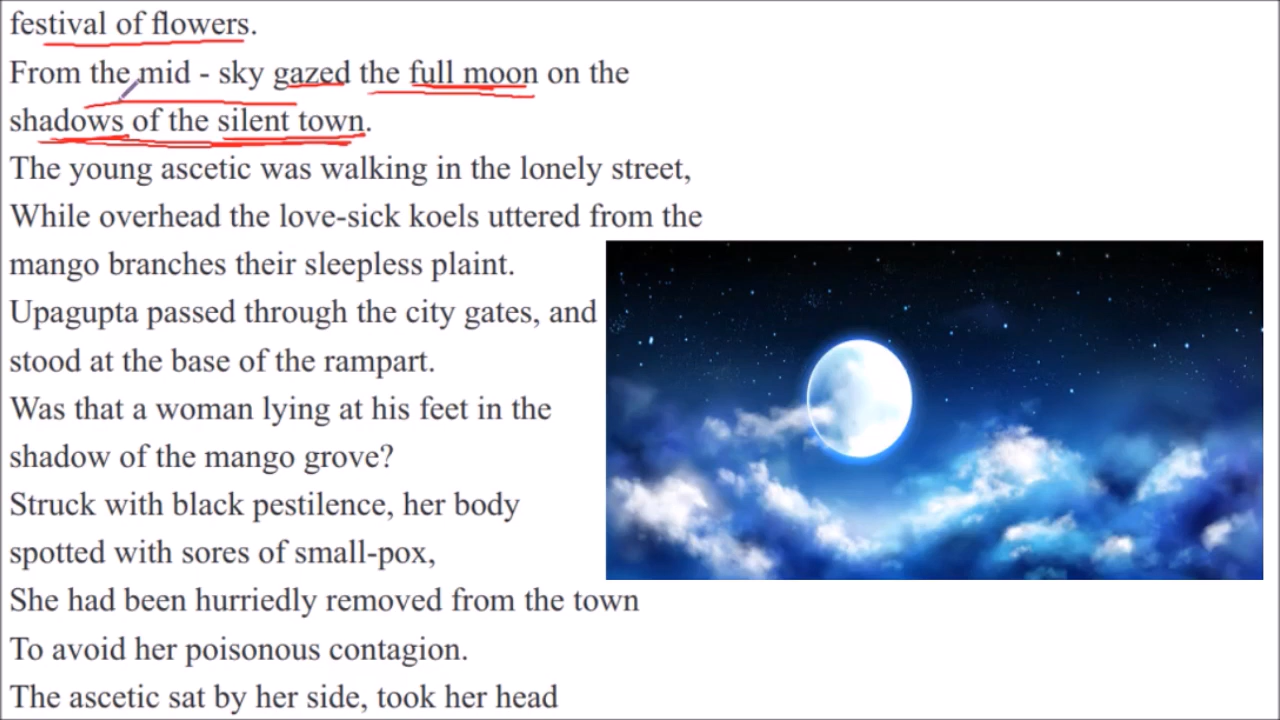 festival of flowers.
From the mid - sky gazed the full moon on the
shadows of the silent town.
The young ascetic was walking in the lonely street,
While overhead the love-sick koels uttered from the
mango branches their sleepless plaint.
Upagupta passed through the city gates, and
stood at the base of the rampart.
Was that a woman lying at his feet in the
shadow of the mango grove?
Struck with black pestilence, her body
spotted with sores of small-pox,
She had been hurriedly removed from the town
To avoid her poisonous contagion.
The ascetic sat by her side, took her head